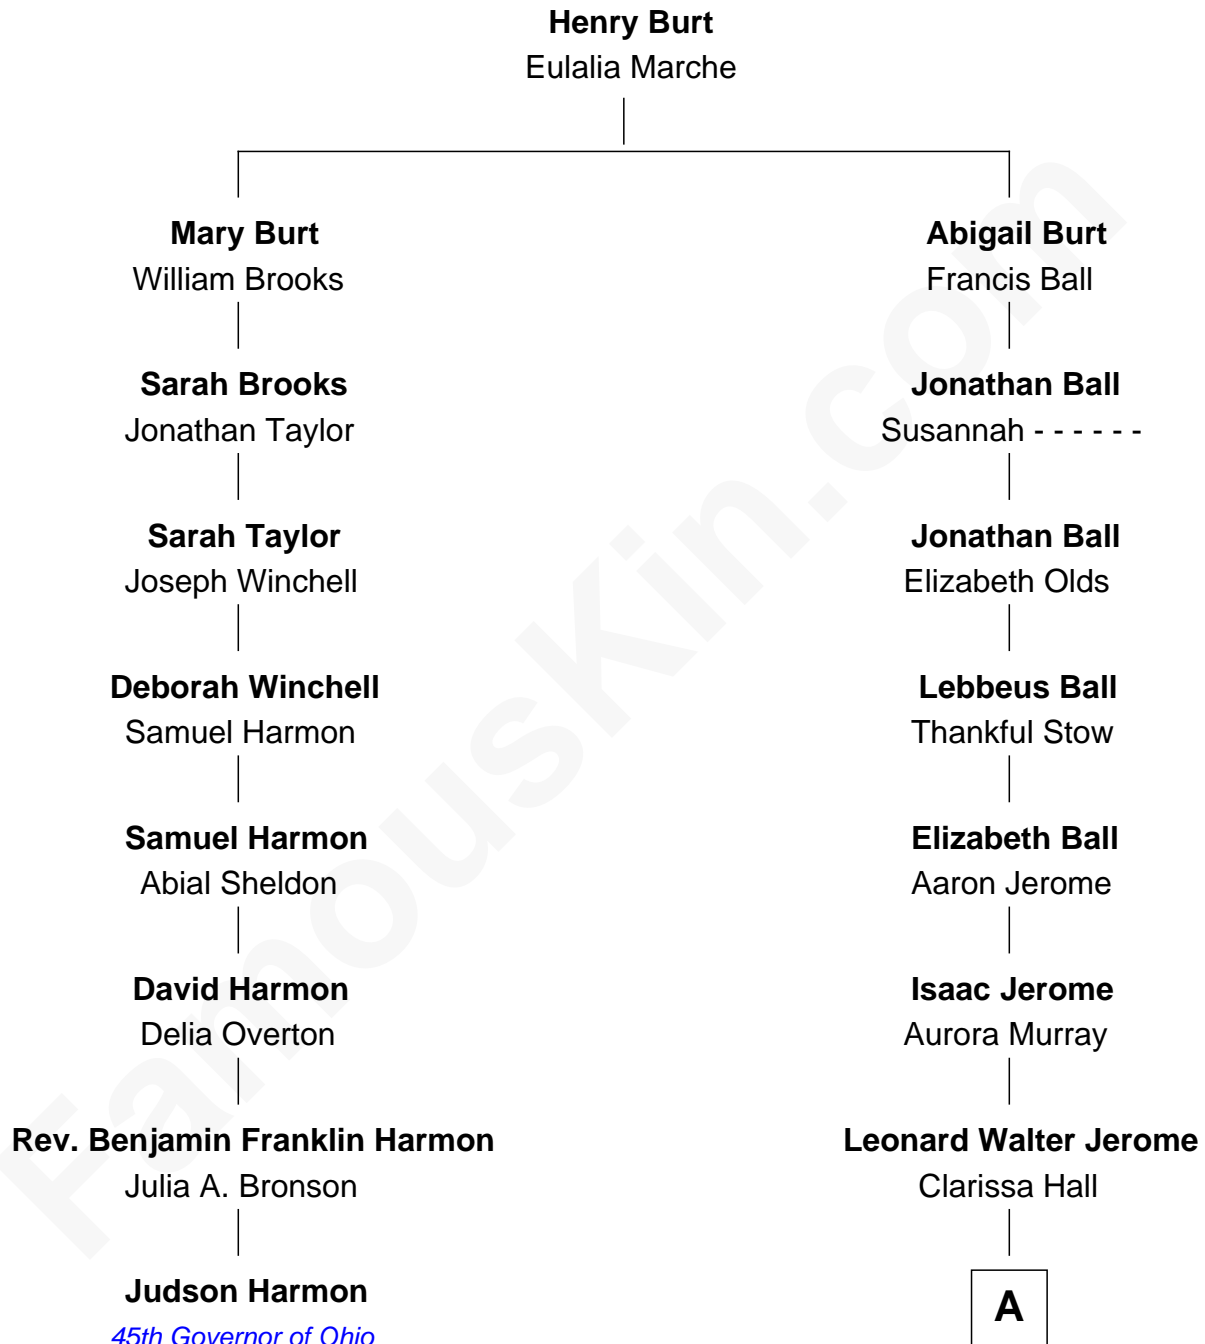 Henry Burt
Eulalia Marche
Mary Burt
William Brooks
Abigail Burt
Francis Ball
Sarah Brooks
Jonathan Taylor
Jonathan Ball
Susannah - - - - - -
Sarah Taylor
Joseph Winchell
Jonathan Ball
Elizabeth Olds
Deborah Winchell
Samuel Harmon
Lebbeus Ball
Thankful Stow
Samuel Harmon
Abial Sheldon
Elizabeth Ball
Aaron Jerome
David Harmon
Delia Overton
Isaac Jerome
Aurora Murray
Rev. Benjamin Franklin Harmon
Julia A. Bronson
Leonard Walter Jerome
Clarissa Hall
Judson Harmon
45th Governor of Ohio
A
FamousKin.com